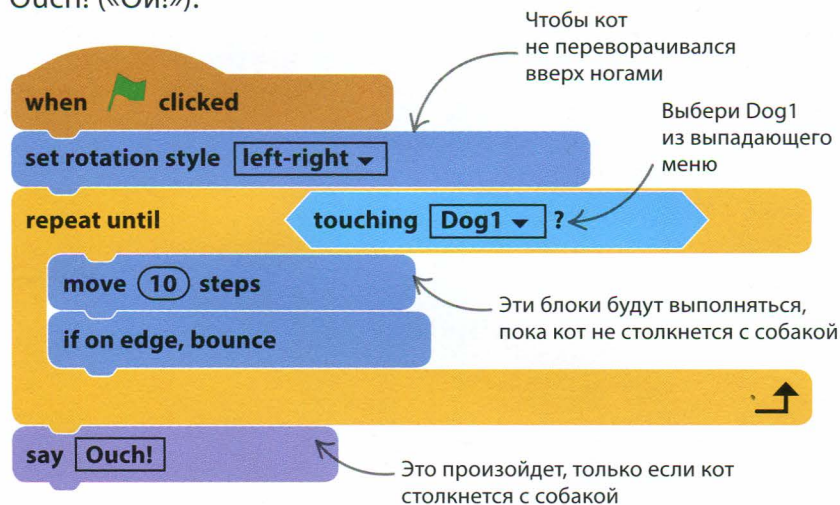 Ouch! («Ой!»).
Чтобы кот
не переворачивался
вверх ногами
when clicked
Выбери Dog1
из выпадающего
меню
set rotation style left-right
repeat until touching Dog1 ?
move 10 steps
Эти блоки будут выполняться,
пока кот не столкнется с собакой
if on edge, bounce
say Ouch!
Это произойдет, только если кот
столкнется с собакой